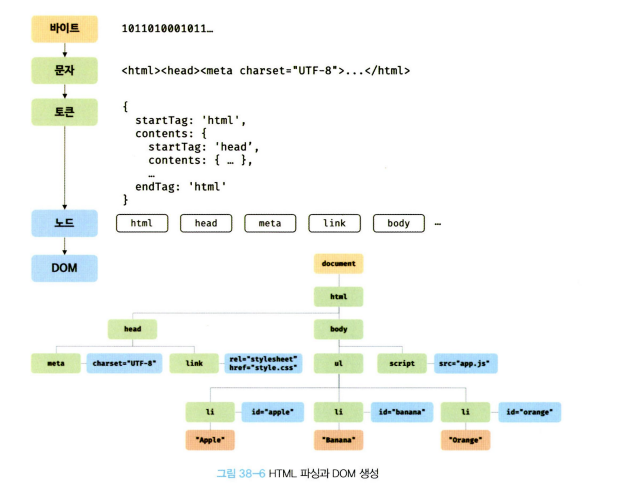 바이트
1011010001011…
문자
<html><head><meta charset="UTF-8">...</html>
토큰
{
startTag: 'html',
contents: {
startTag: 'head',
contents: { … },
…
endTag: 'html'
}
노드
html head meta link body …
DOM
document
html
head body
meta charset="UTF-8" link rel="stylesheet"
href="style.css"
ul script src="app.js"
li id="apple" li id="banana" li id="orange"
"Apple" "Banana" "Orange"
그림 38-6 HTML 파싱과 DOM 생성